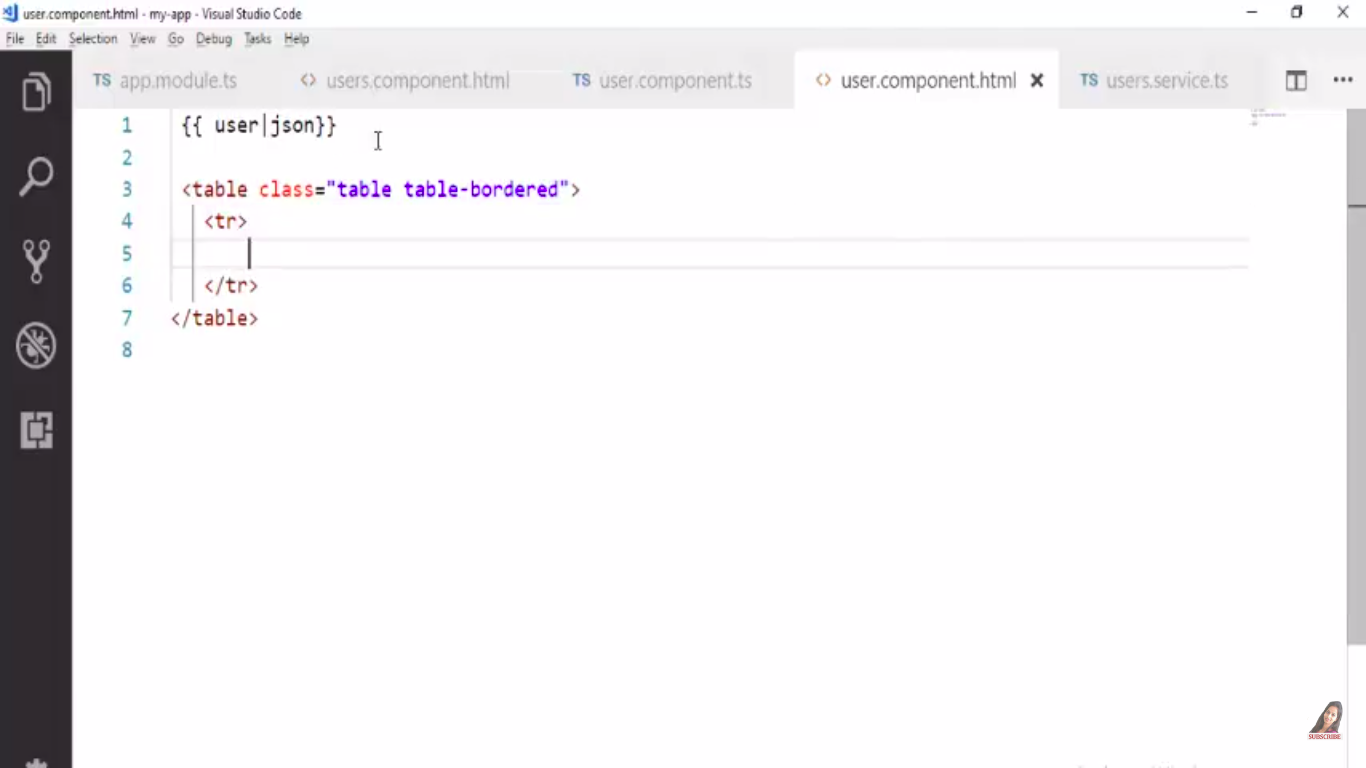 user.component.html - my-app - Visual Studio Code
File Edit Selection View Go Debug Tasks Help
TS app.module.ts <> users.component.html TS user.component.ts <> user.component.html TS users.service.ts
1 {{ user|json}}
2
3 <table class="table table-bordered">
4 <tr>
5
6 </tr>
7 </table>
8
SUBSCRIBE